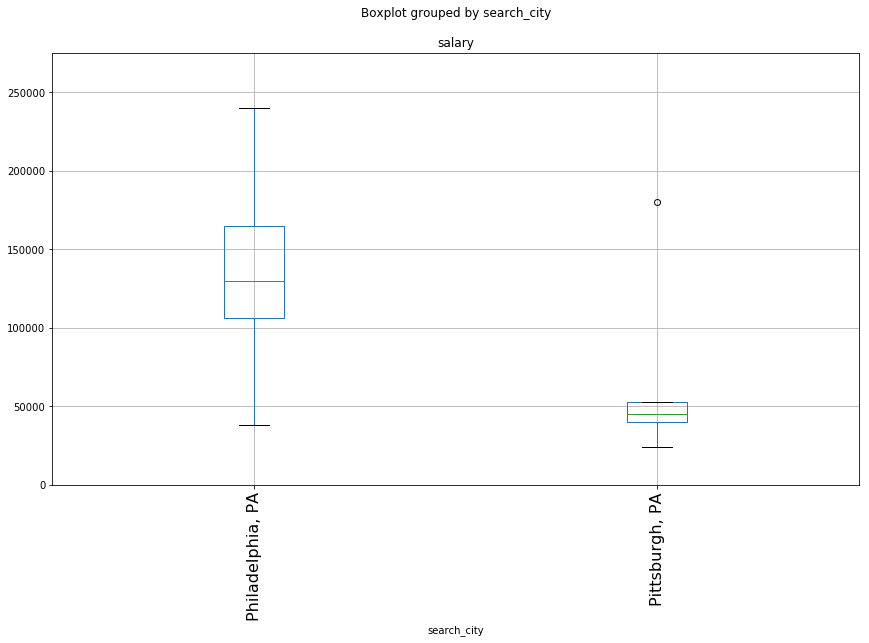 Boxplot grouped by search_city
salary
250000
200000
150000
100000
50000
0
Philadelphia, PA
Pittsburgh, PA
search_city